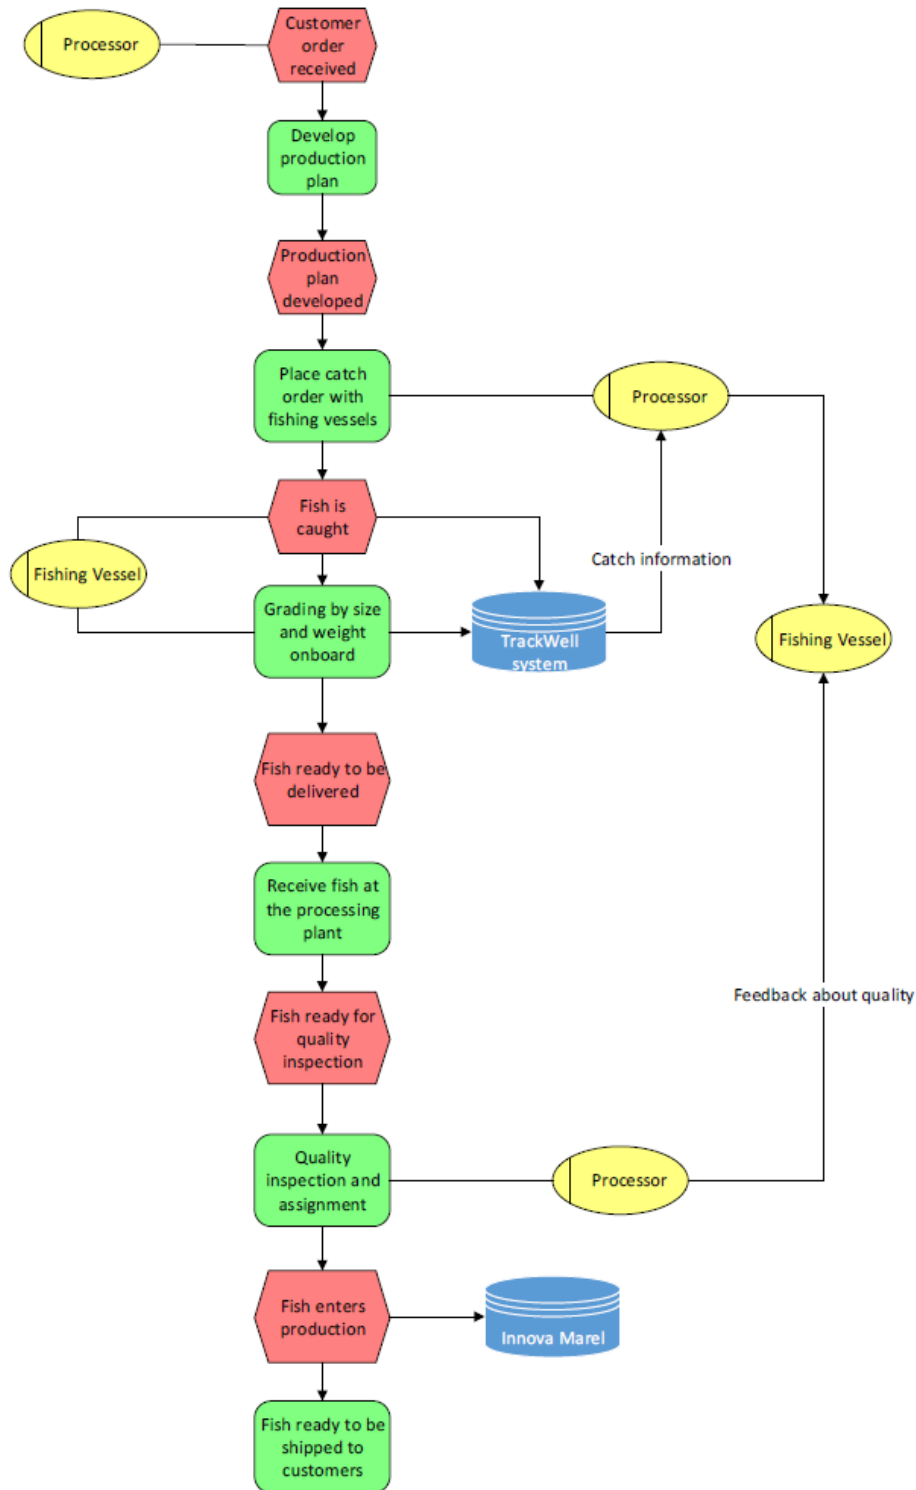 Processor
Customer
order
received
Develop
production
plan
Production
plan
developed
Place catch
order with
fishing vessels
Processor
Fish is
caught
Catch information
Fishing Vessel
Grading by size
and weight
onboard
TrackWell
system
Fishing Vessel
Fish ready to be
delivered
Receive fish at
the processing
plant
Fish ready for
quality
inspection
Feedback about quality
Quality
inspection and
assignment
Processor
Fish enters
production
Innova Marel
Fish ready to be
shipped to
customers